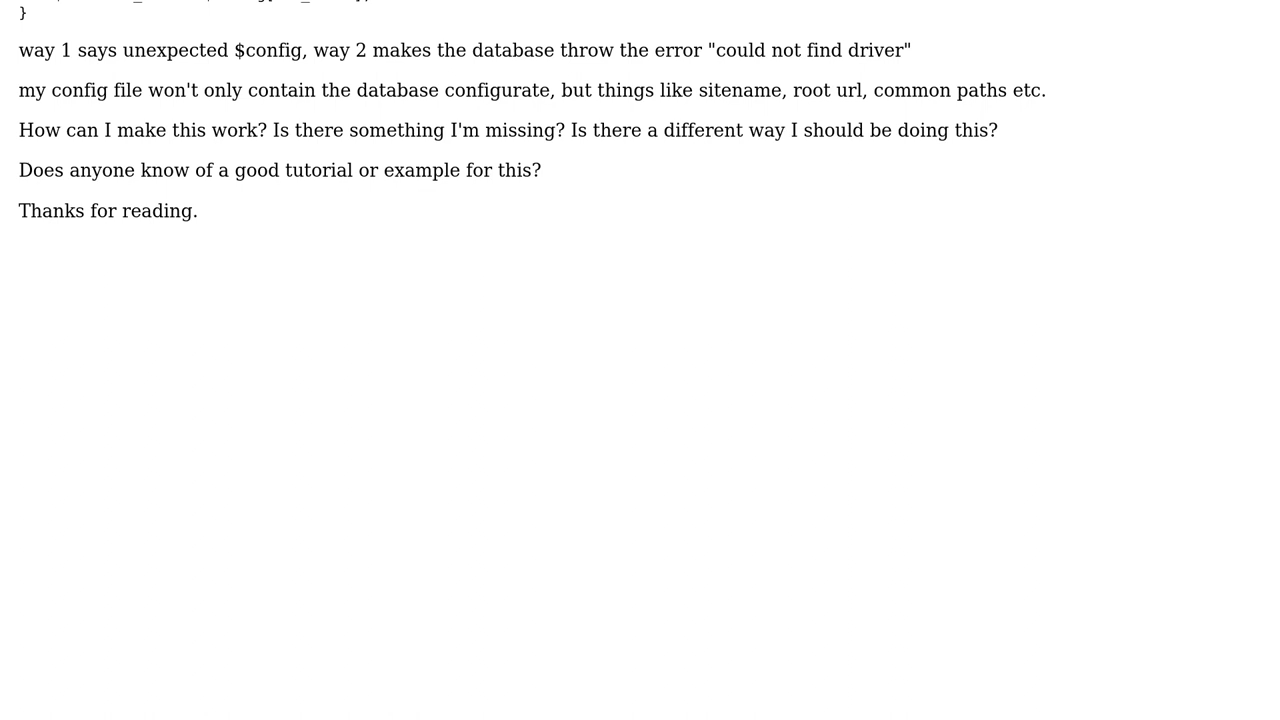 }
way 1 says unexpected $config, way 2 makes the database throw the error "could not find driver"
my config file won't only contain the database configurate, but things like sitename, root url, common paths etc.
How can I make this work? Is there something I'm missing? Is there a different way I should be doing this?
Does anyone know of a good tutorial or example for this?
Thanks for reading.